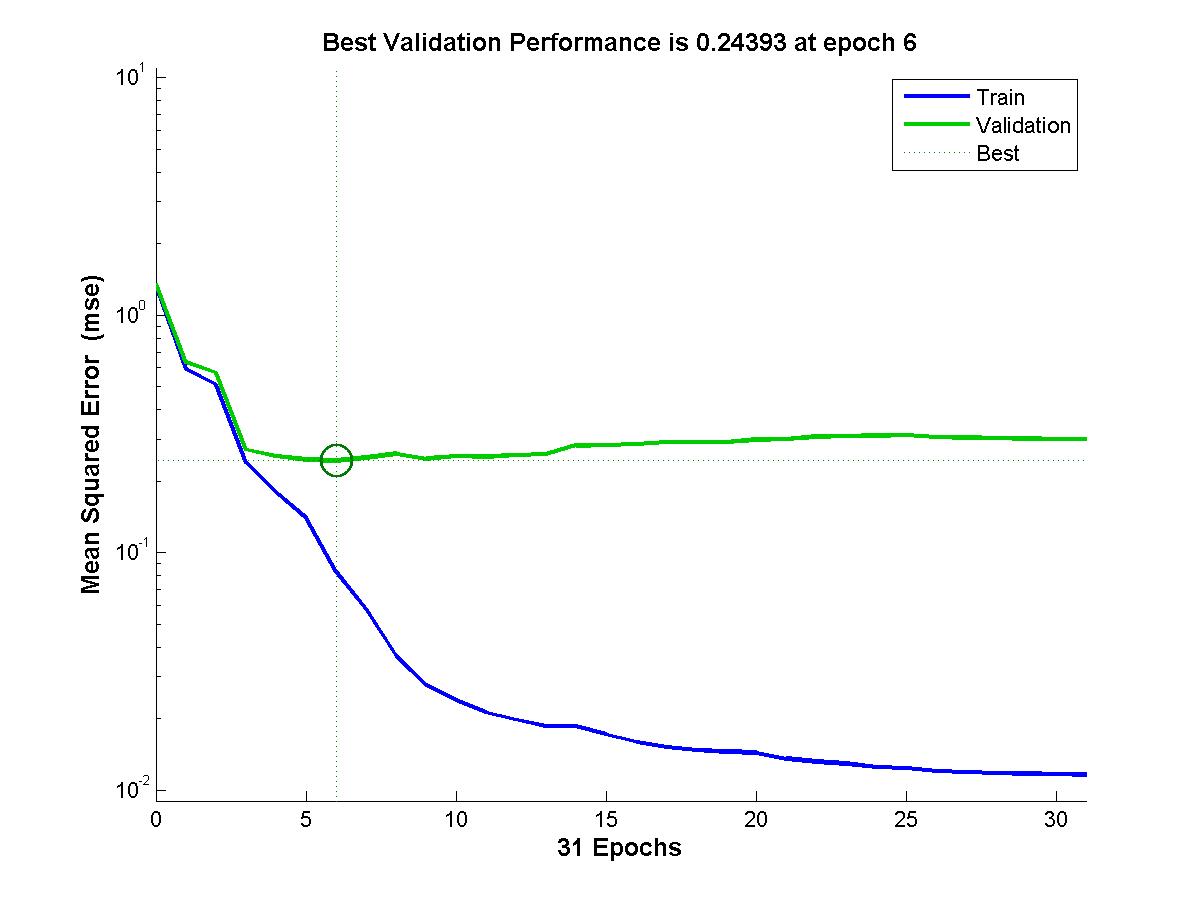 Best Validation Performance is 0.24393 at epoch 6
Train
Validation
Best
Mean Squared Error (mse)
10^1
10^0
10^-1
10^-2
0 5 10 15 20 25 30
31 Epochs